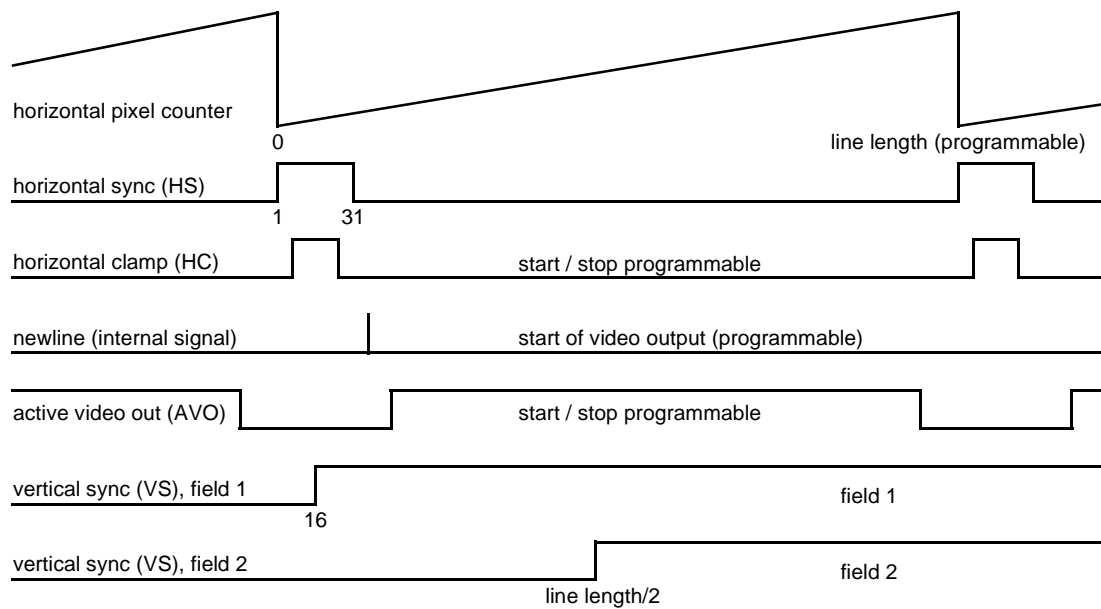 horizontal pixel counter
0
line length (programmable)
horizontal sync (HS)
1
31
horizontal clamp (HC)
start / stop programmable
newline (internal signal)
start of video output (programmable)
active video out (AVO)
start / stop programmable
vertical sync (VS), field 1
field 1
16
vertical sync (VS), field 2
field 2
line length/2